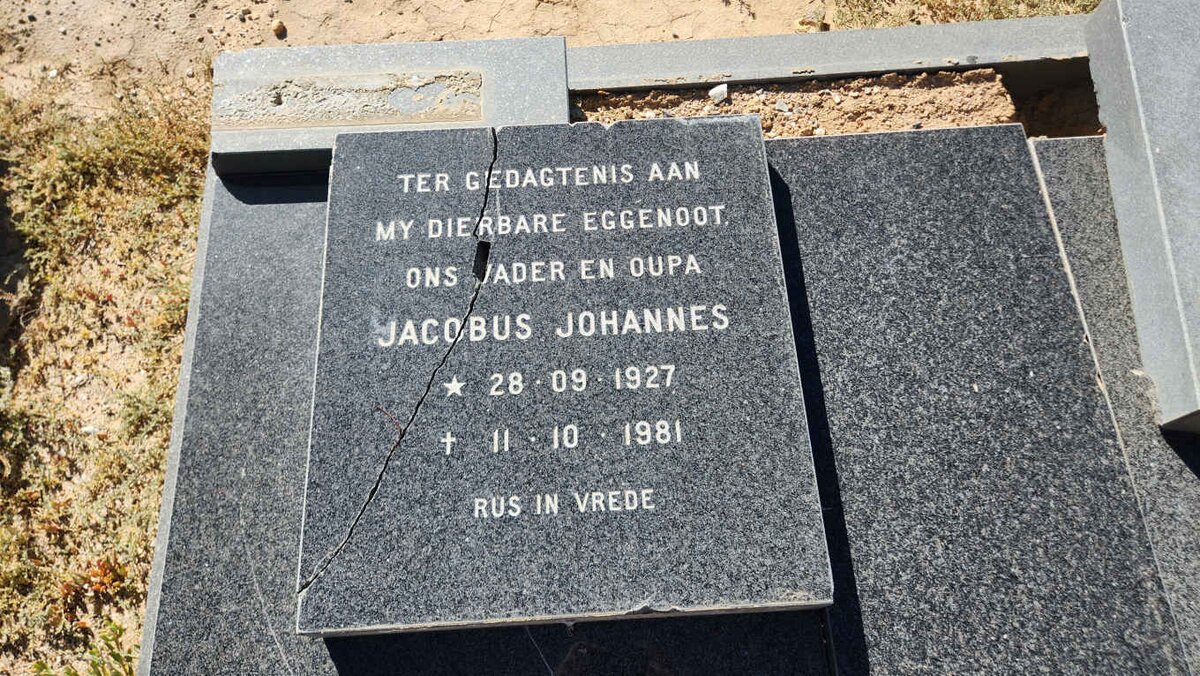 TER GEDAGTENIS AAN
MY DIERBARE EGGENOOT,
ONS VADER EN OUPA
JACOBUS JOHANNES
★ 28 · 09 · 1927
✝ 11 · 10 · 1981
RUS IN VREDE